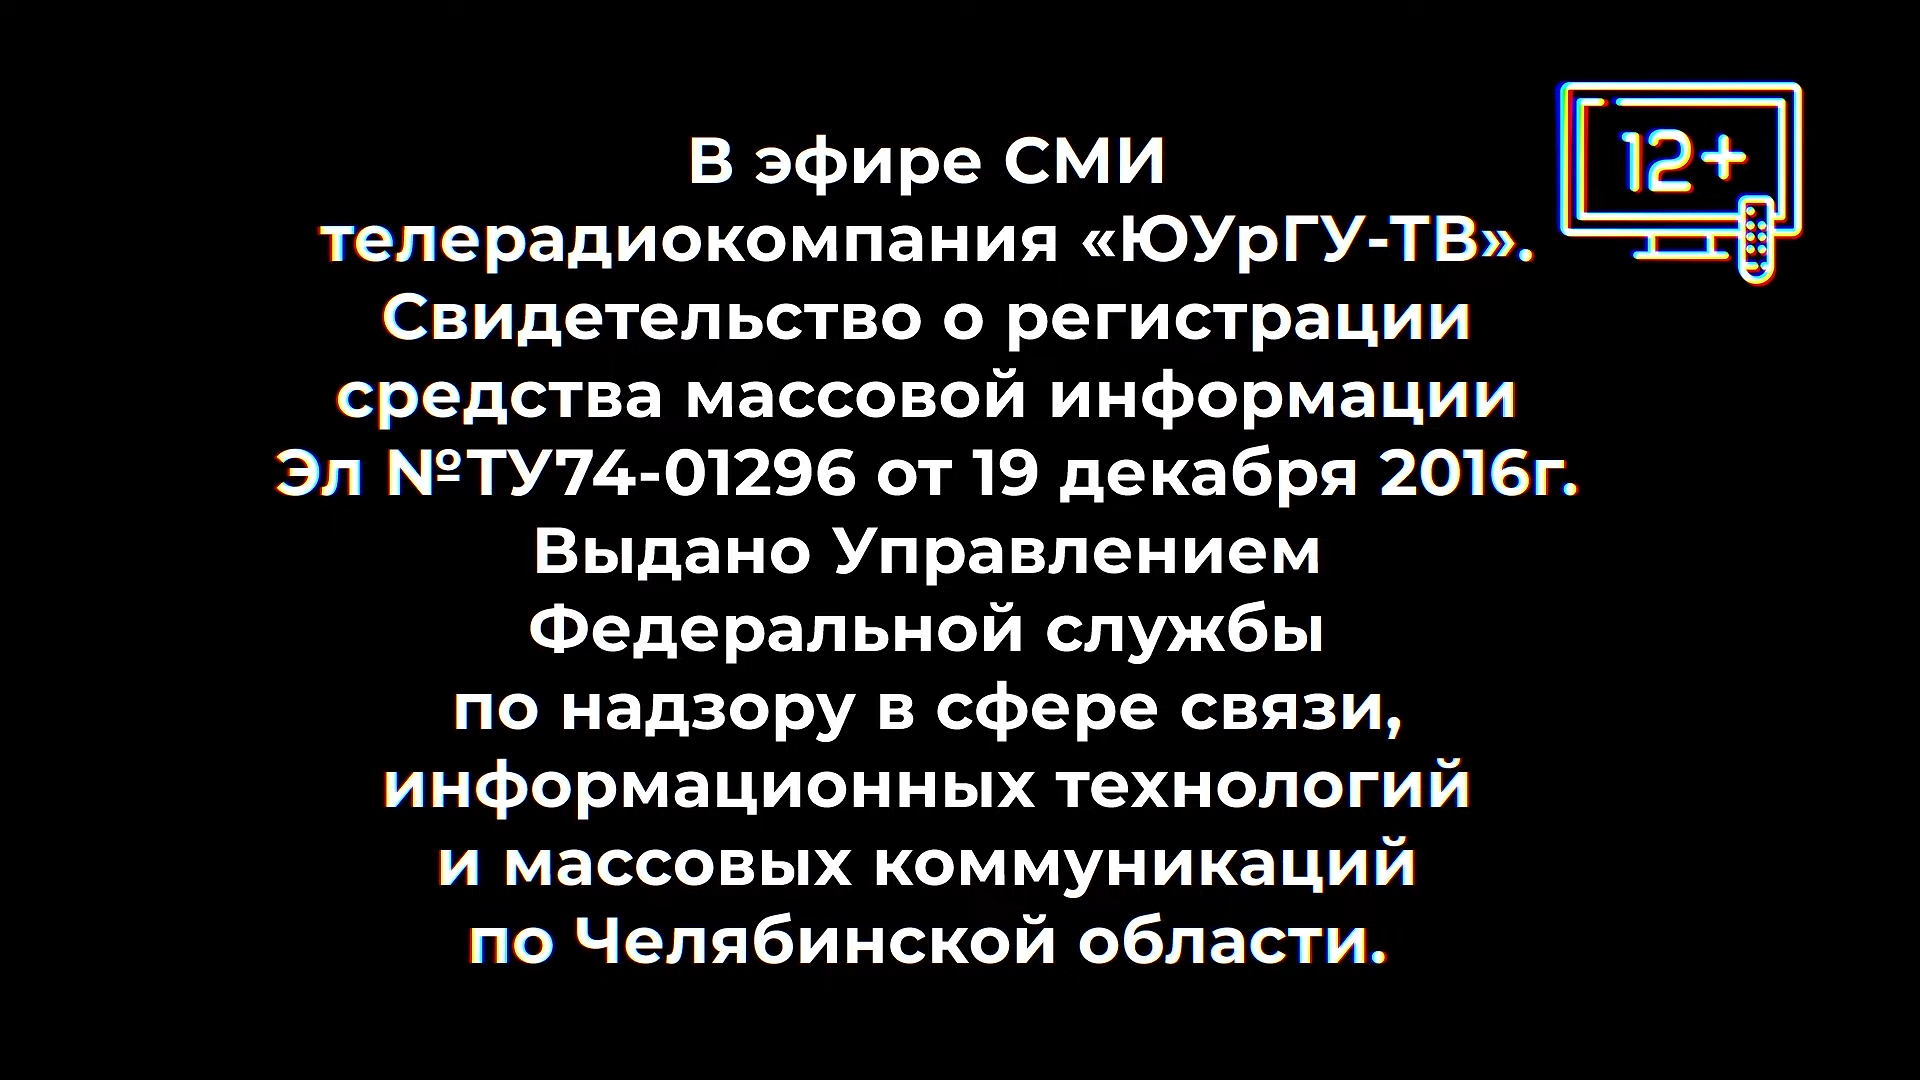 12+
В эфире СМИ
телерадиокомпания «ЮУрГУ-ТВ».
Свидетельство о регистрации
средства массовой информации
Эл №ТУ74-01296 от 19 декабря 2016г.
Выдано Управлением
Федеральной службы
по надзору в сфере связи,
информационных технологий
и массовых коммуникаций
по Челябинской области.